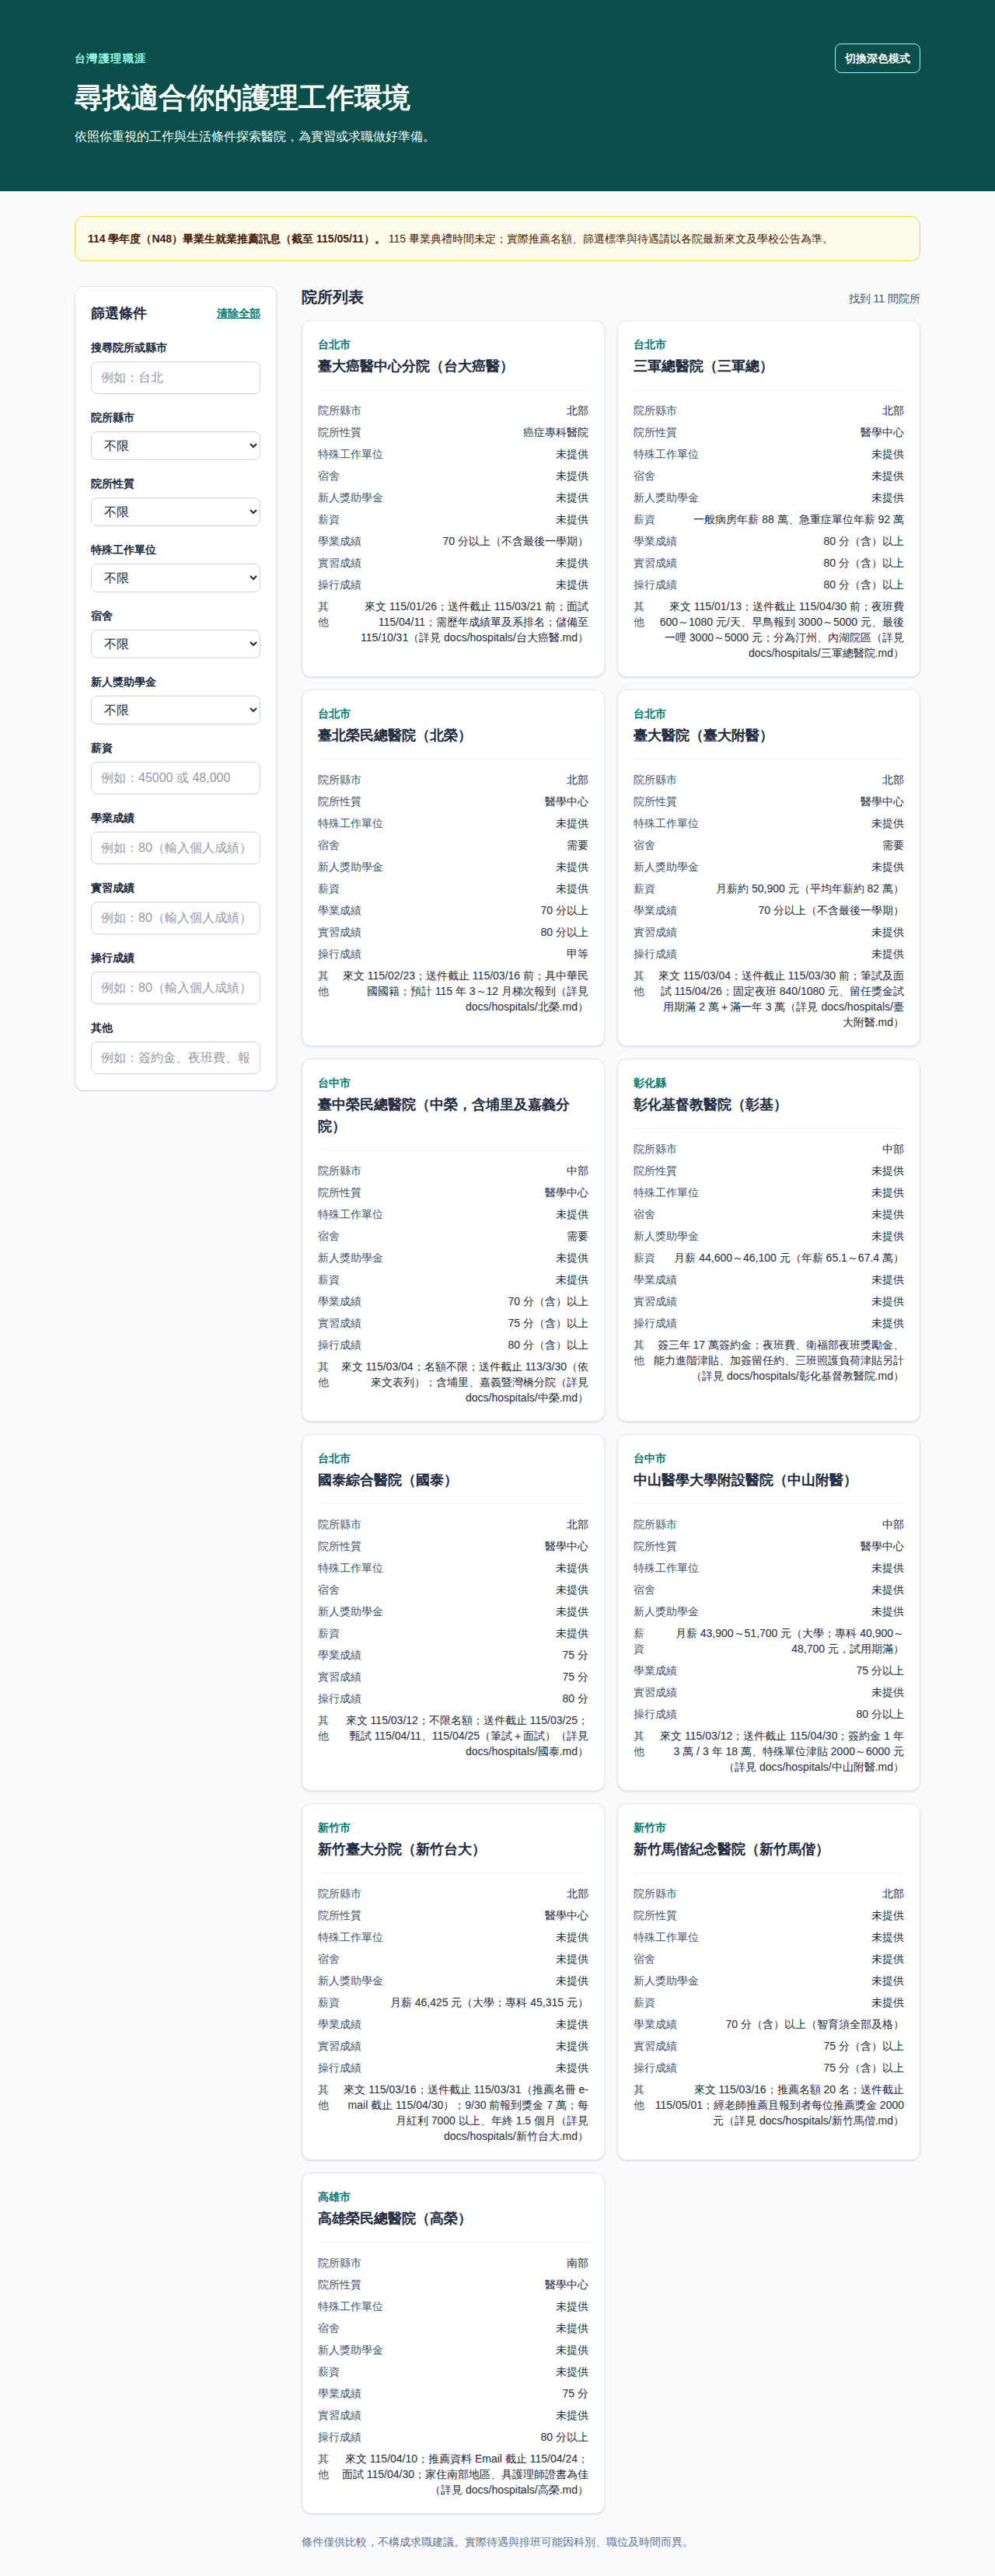 台灣護理職涯
切換深色模式
尋找適合你的護理工作環境
依照你重視的工作與生活條件探索醫院，為實習或求職做好準備。
114 學年度（N48）畢業生就業推薦訊息（截至 115/05/11）。 115 畢業典禮時間未定；實際推薦名額、篩選標準與待遇請以各院最新來文及學校公告為準。
篩選條件
清除全部
搜尋院所或縣市
例如：台北
院所縣市
不限
院所性質
不限
特殊工作單位
不限
宿舍
不限
新人獎助學金
不限
薪資
例如：45000 或 48,000
學業成績
例如：80（輸入個人成績）
實習成績
例如：80（輸入個人成績）
操行成績
例如：80（輸入個人成績）
其他
例如：簽約金、夜班費、報
院所列表
找到 11 間院所
台北市
臺大癌醫中心分院（台大癌醫）
院所縣市 北部
院所性質 癌症專科醫院
特殊工作單位 未提供
宿舍 未提供
新人獎助學金 未提供
薪資 未提供
學業成績 70 分以上（不含最後一學期）
實習成績 未提供
操行成績 未提供
其他 來文 115/01/26；送件截止 115/03/21 前；面試
115/04/11；需歷年成績單及系排名；儲備至
115/10/31（詳見 docs/hospitals/台大癌醫.md）
台北市
三軍總醫院（三軍總）
院所縣市 北部
院所性質 醫學中心
特殊工作單位 未提供
宿舍 未提供
新人獎助學金 未提供
薪資 一般病房年薪 88 萬、急重症單位年薪 92 萬
學業成績 80 分（含）以上
實習成績 80 分（含）以上
操行成績 80 分（含）以上
其他 來文 115/01/13；送件截止 115/04/30 前；夜班費
600～1080 元/天、早鳥報到 3000～5000 元、最後
一哩 3000～5000 元；分為汀州、內湖院區（詳見
docs/hospitals/三軍總醫院.md）
台北市
臺北榮民總醫院（北榮）
院所縣市 北部
院所性質 醫學中心
特殊工作單位 未提供
宿舍 需要
新人獎助學金 未提供
薪資 未提供
學業成績 70 分以上
實習成績 80 分以上
操行成績 甲等
其他 來文 115/02/23；送件截止 115/03/16 前；具中華民
國國籍；預計 115 年 3～12 月梯次報到（詳見
docs/hospitals/北榮.md）
台北市
臺大醫院（臺大附醫）
院所縣市 北部
院所性質 醫學中心
特殊工作單位 未提供
宿舍 需要
新人獎助學金 未提供
薪資 月薪約 50,900 元（平均年薪約 82 萬）
學業成績 70 分以上（不含最後一學期）
實習成績 未提供
操行成績 未提供
其他 來文 115/03/04；送件截止 115/03/30 前；筆試及面
試 115/04/26；固定夜班 840/1080 元、留任獎金試
用期滿 2 萬＋滿一年 3 萬（詳見 docs/hospitals/臺
大附醫.md）
台中市
臺中榮民總醫院（中榮，含埔里及嘉義分
院）
院所縣市 中部
院所性質 醫學中心
特殊工作單位 未提供
宿舍 需要
新人獎助學金 未提供
薪資 未提供
學業成績 70 分（含）以上
實習成績 75 分（含）以上
操行成績 80 分（含）以上
其他 來文 115/03/04；名額不限；送件截止 113/3/30（依
來文表列）；含埔里、嘉義暨灣橋分院（詳見
docs/hospitals/中榮.md）
彰化縣
彰化基督教醫院（彰基）
院所縣市 中部
院所性質 未提供
特殊工作單位 未提供
宿舍 未提供
新人獎助學金 未提供
薪資 月薪 44,600～46,100 元（年薪 65.1～67.4 萬）
學業成績 未提供
實習成績 未提供
操行成績 未提供
其他 簽三年 17 萬簽約金；夜班費、衛福部夜班獎勵金、
能力進階津貼、加簽留任約、三班照護負荷津貼另計
（詳見 docs/hospitals/彰化基督教醫院.md）
台北市
國泰綜合醫院（國泰）
院所縣市 北部
院所性質 醫學中心
特殊工作單位 未提供
宿舍 未提供
新人獎助學金 未提供
薪資 未提供
學業成績 75 分
實習成績 75 分
操行成績 80 分
其他 來文 115/03/12；不限名額；送件截止 115/03/25；
甄試 115/04/11、115/04/25（筆試＋面試）（詳見
docs/hospitals/國泰.md）
台中市
中山醫學大學附設醫院（中山附醫）
院所縣市 中部
院所性質 醫學中心
特殊工作單位 未提供
宿舍 未提供
新人獎助學金 未提供
薪資 月薪 43,900～51,700 元（大學；專科 40,900～
48,700 元，試用期滿）
學業成績 75 分以上
實習成績 未提供
操行成績 80 分以上
其他 來文 115/03/12；送件截止 115/04/30；簽約金 1 年
3 萬 / 3 年 18 萬、特殊單位津貼 2000～6000 元
（詳見 docs/hospitals/中山附醫.md）
新竹市
新竹臺大分院（新竹台大）
院所縣市 北部
院所性質 醫學中心
特殊工作單位 未提供
宿舍 未提供
新人獎助學金 未提供
薪資 月薪 46,425 元（大學；專科 45,315 元）
學業成績 未提供
實習成績 未提供
操行成績 未提供
其他 來文 115/03/16；送件截止 115/03/31（推薦名冊 e-
mail 截止 115/04/30）；9/30 前報到獎金 7 萬；每
月紅利 7000 以上、年終 1.5 個月（詳見
docs/hospitals/新竹台大.md）
新竹市
新竹馬偕紀念醫院（新竹馬偕）
院所縣市 北部
院所性質 未提供
特殊工作單位 未提供
宿舍 未提供
新人獎助學金 未提供
薪資 未提供
學業成績 70 分（含）以上（智育須全部及格）
實習成績 75 分（含）以上
操行成績 75 分（含）以上
其他 來文 115/03/16；推薦名額 20 名；送件截止
115/05/01；經老師推薦且報到者每位推薦獎金 2000
元（詳見 docs/hospitals/新竹馬偕.md）
高雄市
高雄榮民總醫院（高榮）
院所縣市 南部
院所性質 醫學中心
特殊工作單位 未提供
宿舍 未提供
新人獎助學金 未提供
薪資 未提供
學業成績 75 分
實習成績 未提供
操行成績 80 分以上
其他 來文 115/04/10；推薦資料 Email 截止 115/04/24；
面試 115/04/30；家住南部地區、具護理師證書為佳
（詳見 docs/hospitals/高榮.md）
條件僅供比較，不構成求職建議。實際待遇與排班可能因科別、職位及時間而異。